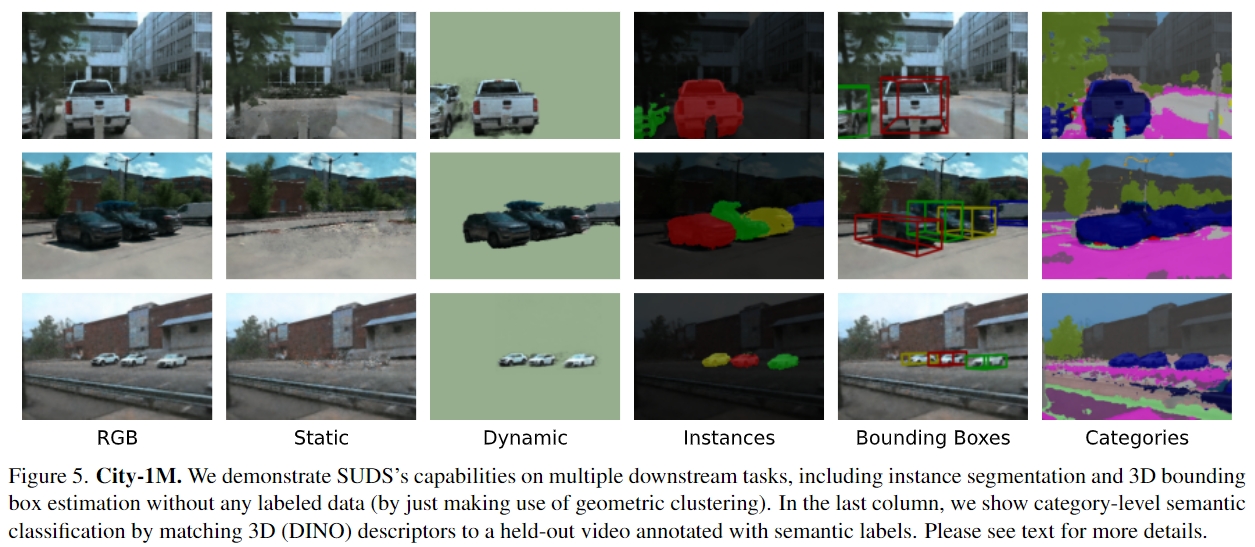 RGB
Static
Dynamic
Instances
Bounding Boxes
Categories
Figure 5. City-1M. We demonstrate SUDS's capabilities on multiple downstream tasks, including instance segmentation and 3D bounding
box estimation without any labeled data (by just making use of geometric clustering). In the last column, we show category-level semantic
classification by matching 3D (DINO) descriptors to a held-out video annotated with semantic labels. Please see text for more details.